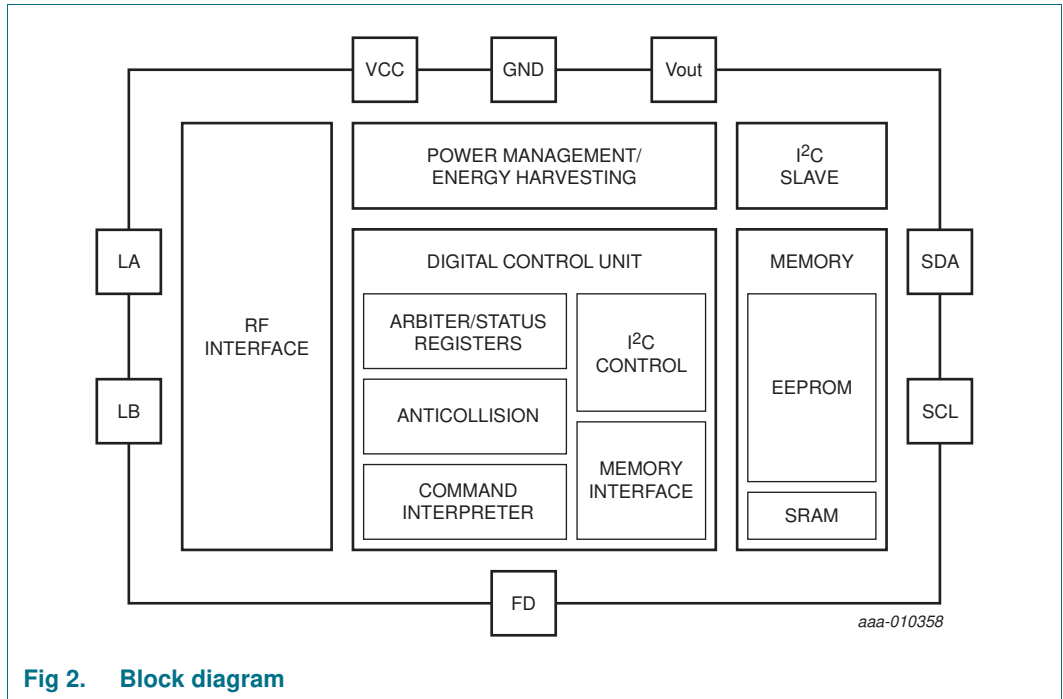 VCC
GND
Vout
POWER MANAGEMENT/
ENERGY HARVESTING
I²C
SLAVE
LA
LB
RF
INTERFACE
DIGITAL CONTROL UNIT
ARBITER/STATUS
REGISTERS
ANTICOLLISION
COMMAND
INTERPRETER
I²C
CONTROL
MEMORY
INTERFACE
MEMORY
EEPROM
SRAM
SDA
SCL
FD
aaa-010358
Fig 2. Block diagram